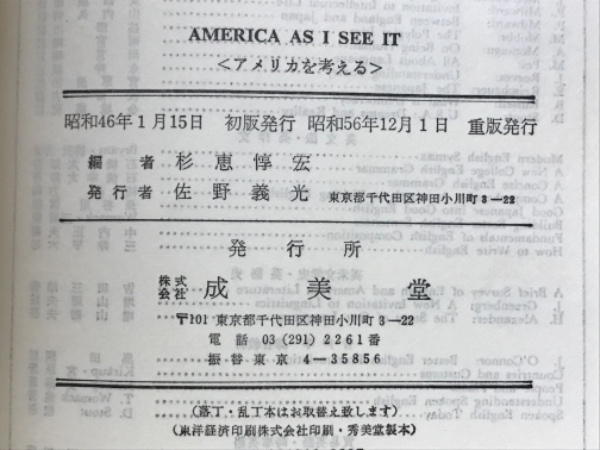 AMERICA AS I SEE IT
<アメリカを考える>
昭和46年1月15日 初版発行 昭和56年12月1日 重版発行
編者 杉恵惇宏
発行者 佐野義光 東京都千代田区神田小川町3-22
発行所
株式会社 成美堂
〒101 東京都千代田区神田小川町3-22
電話 03(291)2261番
振替東京 4-35856
(落丁・乱丁本はお取替え致します)
(東洋経済印刷株式会社印刷・秀美堂製本)